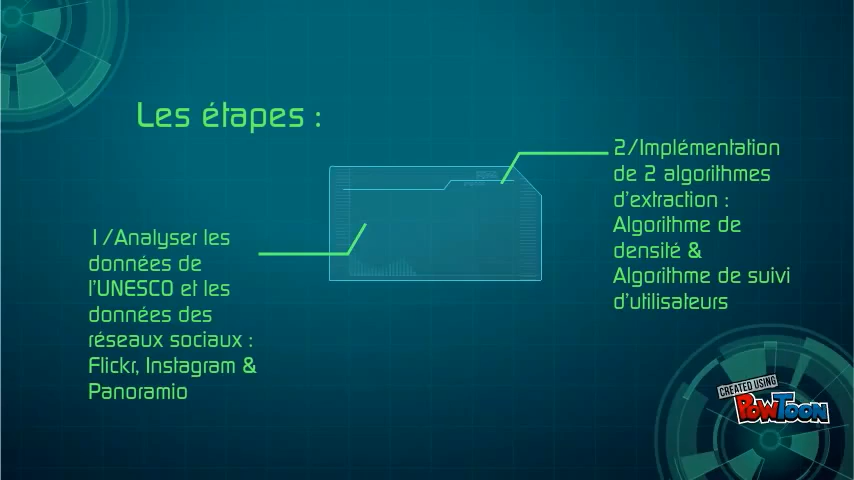 Les étapes :
1/Analyser les
données de
l'UNESCO et les
données des
réseaux sociaux :
Flickr, Instagram &
Panoramio
2/Implémentation
de 2 algorithmes
d'extraction :
Algorithme de
densité &
Algorithme de suivi
d'utilisateurs
CREATED USING
POWTOON